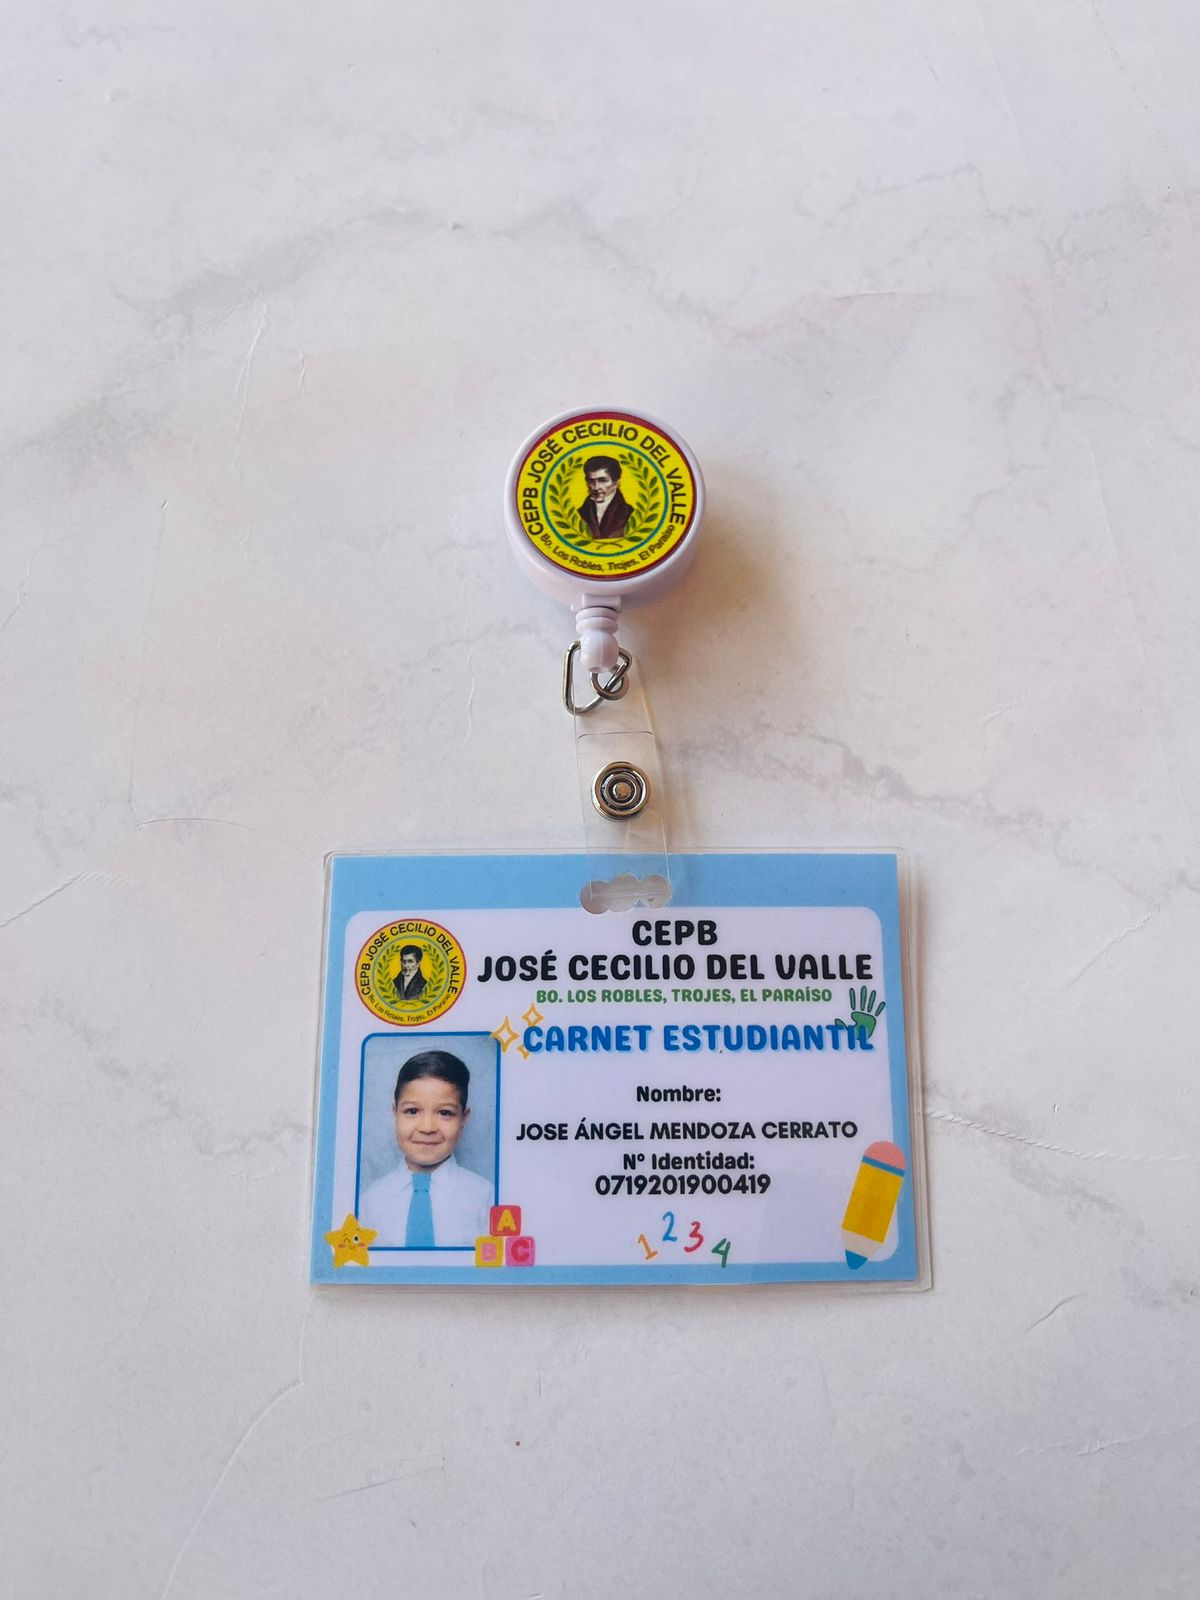 CEPB JOSÉ CECILIO DEL VALLE
Bo. Los Robles, Trojes, El Paraíso
CEPB JOSÉ CECILIO DEL VALLE
Bo. Los Robles, Trojes, El Paraíso
CEPB
JOSÉ CECILIO DEL VALLE
BO. LOS ROBLES, TROJES, EL PARAÍSO
CARNET ESTUDIANTIL
Nombre:
JOSE ÁNGEL MENDOZA CERRATO
N° Identidad:
0719201900419
A
B C
1 2 3 4